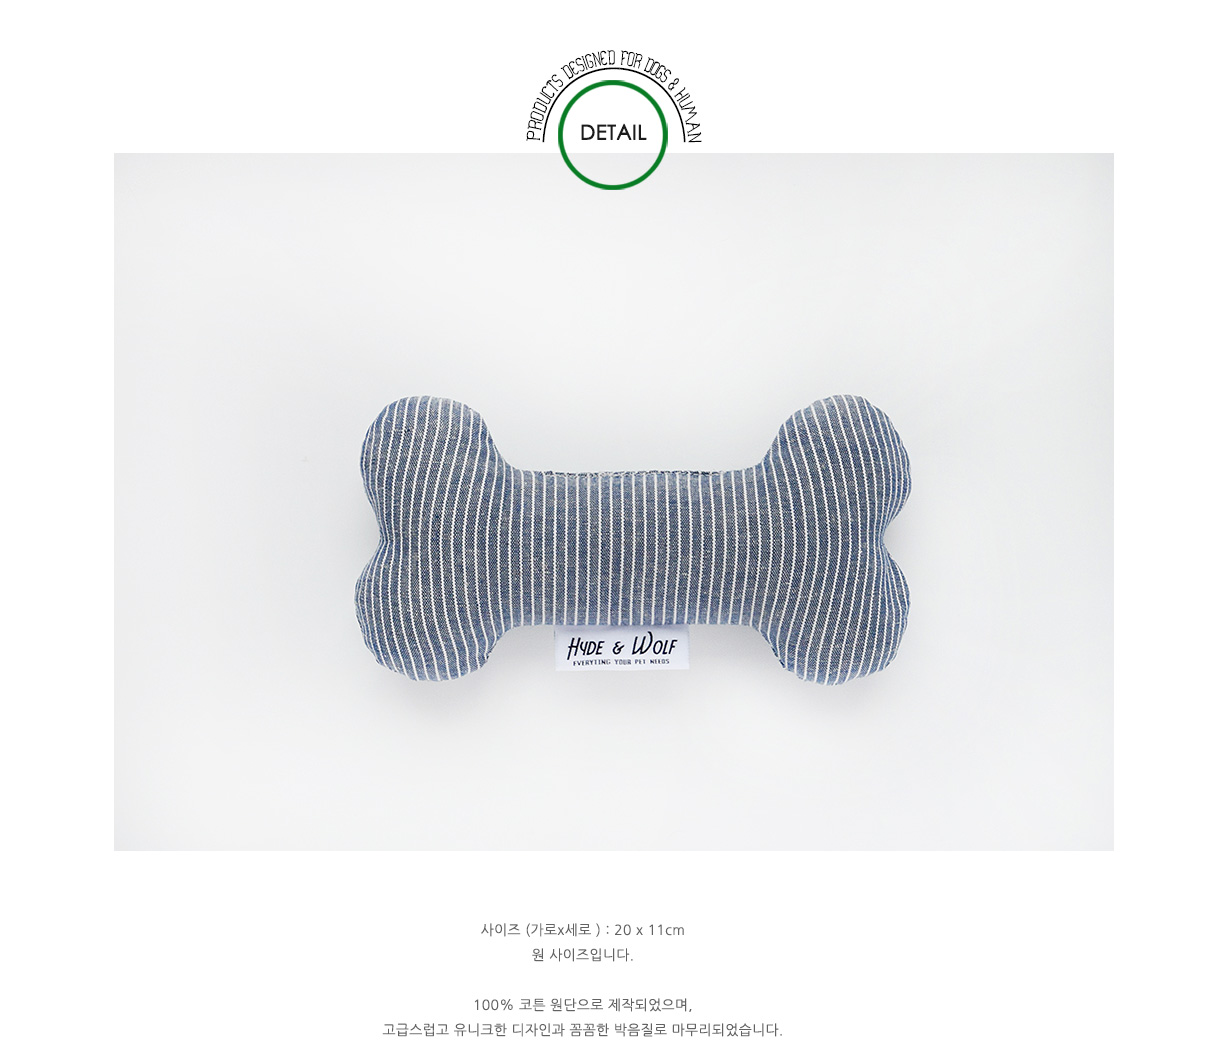 PRODUCTS DESIGNED FOR DOGS & HUMAN
DETAIL
HYDE & WOLF
EVERYTING YOUR PET NEEDS
사이즈 (가로x세로 ) : 20 x 11cm
원 사이즈입니다.
100% 코튼 원단으로 제작되었으며,
고급스럽고 유니크한 디자인과 꼼꼼한 박음질로 마무리되었습니다.